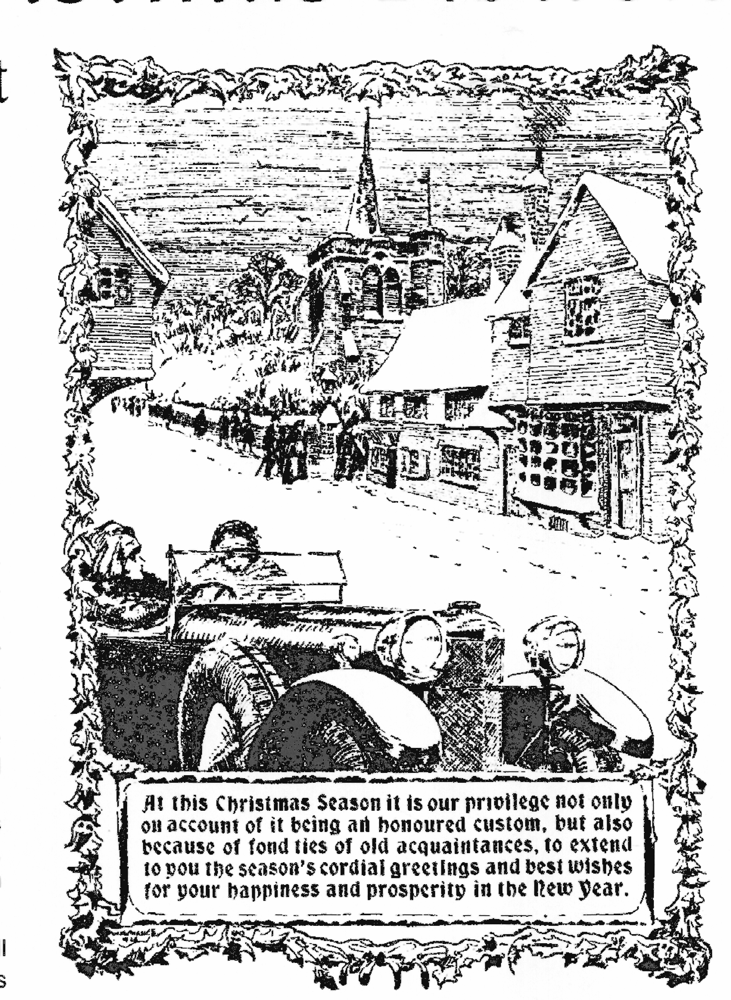 At this Christmas Season it is our privilege not only
on account of it being an honoured custom, but also
because of fond ties of old acquaintances, to extend
to you the season's cordial greetings and best wishes
for your happiness and prosperity in the New Year.
t
s